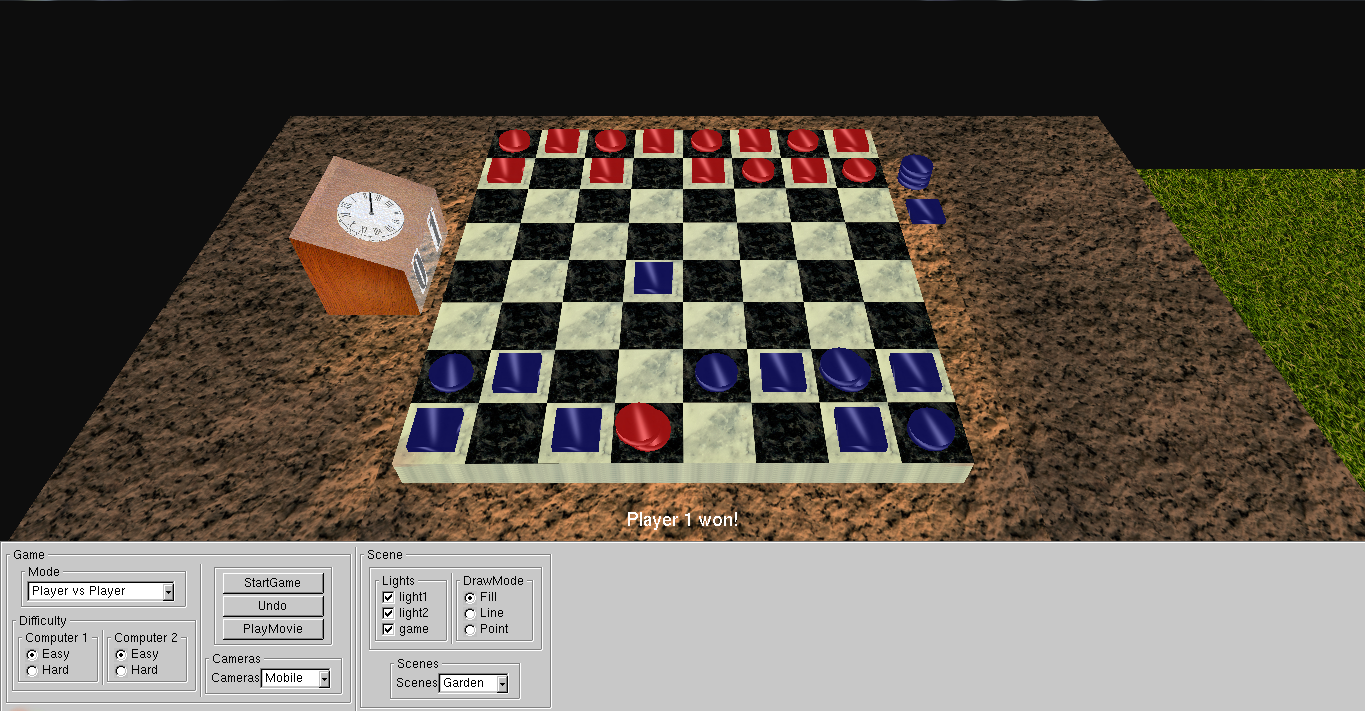 Player 1 won!
Game
Mode
Player vs Player
Difficulty
Computer 1
Easy
Hard
Computer 2
Easy
Hard
StartGame
Undo
PlayMovie
Cameras
Cameras Mobile
Scene
Lights
light1
light2
game
DrawMode
Fill
Line
Point
Scenes
Scenes Garden